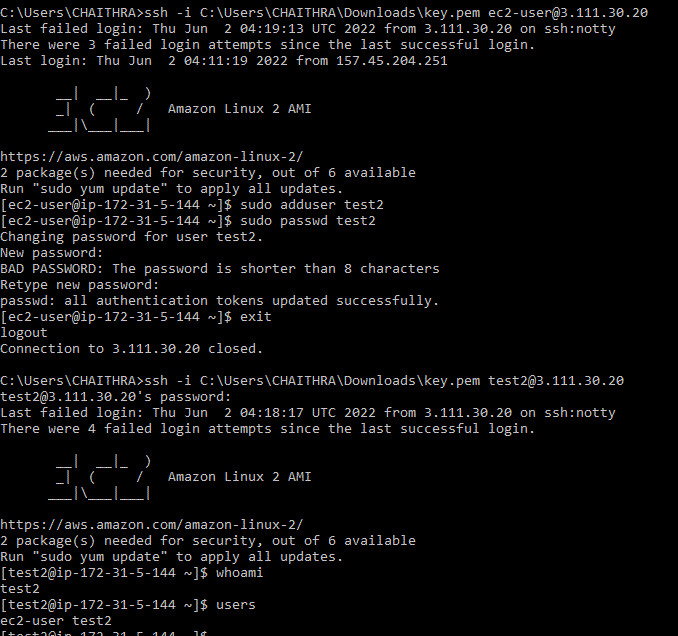 C:\Users\CHAITHRA>ssh -i C:\Users\CHAITHRA\Downloads\key.pem ec2-user@3.111.30.20
Last failed login: Thu Jun  2 04:19:13 UTC 2022 from 3.111.30.20 on ssh:notty
There were 3 failed login attempts since the last successful login.
Last login: Thu Jun  2 04:11:19 2022 from 157.45.204.251
       __|  __|_  )
       _|  (     /   Amazon Linux 2 AMI
      ___|\___|___|
https://aws.amazon.com/amazon-linux-2/
2 package(s) needed for security, out of 6 available
Run "sudo yum update" to apply all updates.
[ec2-user@ip-172-31-5-144 ~]$ sudo adduser test2
[ec2-user@ip-172-31-5-144 ~]$ sudo passwd test2
Changing password for user test2.
New password:
BAD PASSWORD: The password is shorter than 8 characters
Retype new password:
passwd: all authentication tokens updated successfully.
[ec2-user@ip-172-31-5-144 ~]$ exit
logout
Connection to 3.111.30.20 closed.
C:\Users\CHAITHRA>ssh -i C:\Users\CHAITHRA\Downloads\key.pem test2@3.111.30.20
test2@3.111.30.20's password:
Last failed login: Thu Jun  2 04:18:17 UTC 2022 from 3.111.30.20 on ssh:notty
There were 4 failed login attempts since the last successful login.
       __|  __|_  )
       _|  (     /   Amazon Linux 2 AMI
      ___|\___|___|
https://aws.amazon.com/amazon-linux-2/
2 package(s) needed for security, out of 6 available
Run "sudo yum update" to apply all updates.
[test2@ip-172-31-5-144 ~]$ whoami
test2
[test2@ip-172-31-5-144 ~]$ users
ec2-user test2
[test2@ip-172-31-5-144 ~]$